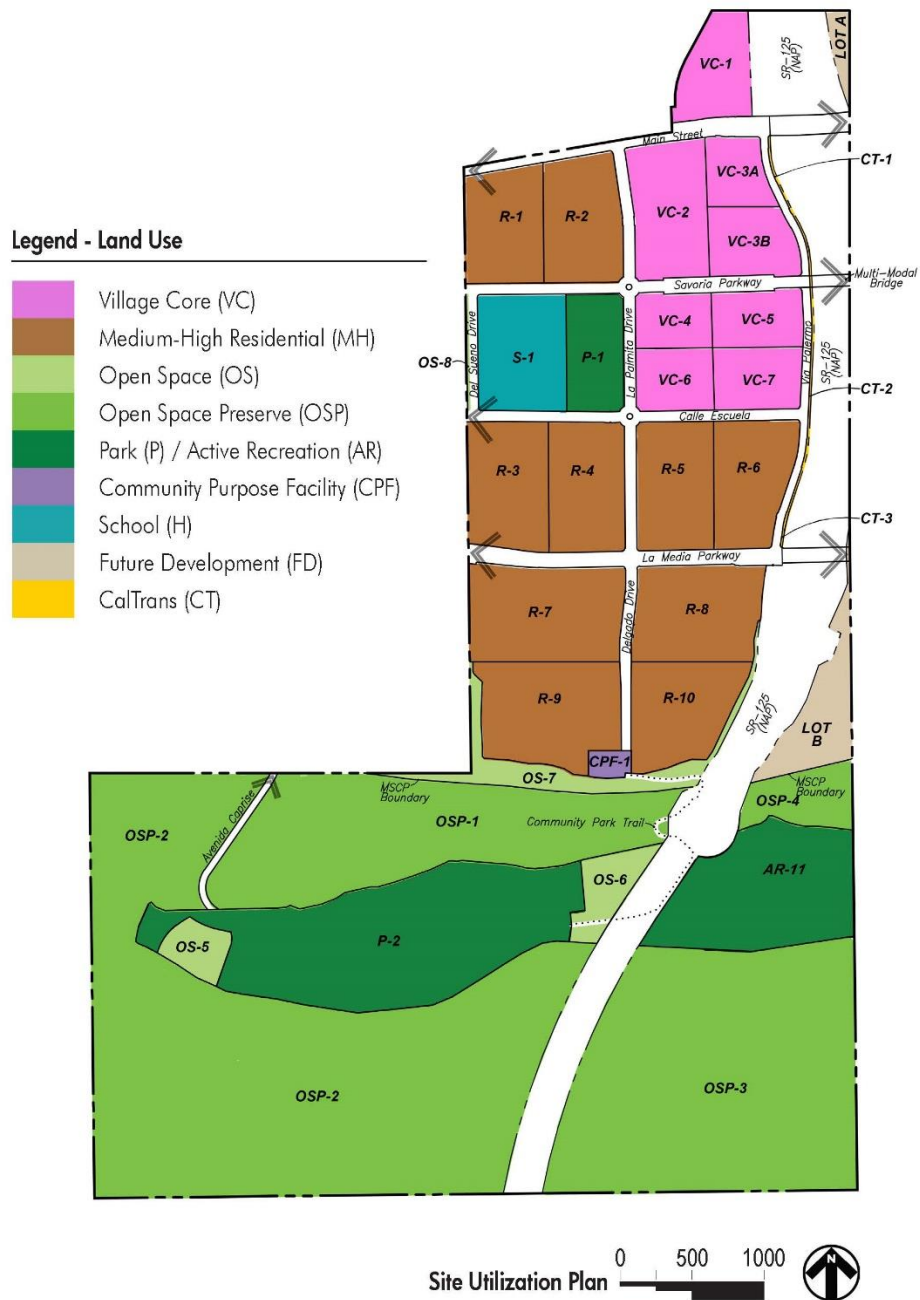 LOT A
VC-1
SR-125
(NAP)
Main Street
CT-1
VC-3A
R-1
R-2
VC-2
VC-3B
Legend - Land Use
Village Core (VC)
Medium-High Residential (MH)
Open Space (OS)
Open Space Preserve (OSP)
Park (P) / Active Recreation (AR)
Community Purpose Facility (CPF)
School (H)
Future Development (FD)
CalTrans (CT)
Savoria Parkway
Multi-Modal
Bridge
OS-8
Del Sueno Drive
S-1
P-1
La Palmita Drive
VC-4
VC-5
Via Palermo
SR-125
(NAP)
VC-6
VC-7
CT-2
Calle Escuela
R-3
R-4
R-5
R-6
CT-3
La Media Parkway
R-7
Delgado Drive
R-8
R-9
R-10
SR-125
(NAP)
LOT
B
CPF-1
OS-7
MSCP
Boundary
MSCP
Boundary
OSP-4
OSP-2
Avenida Caprise
OSP-1
Community Park Trail
AR-11
OS-6
P-2
OS-5
OSP-2
OSP-3
Site Utilization Plan
0 500 1000
N